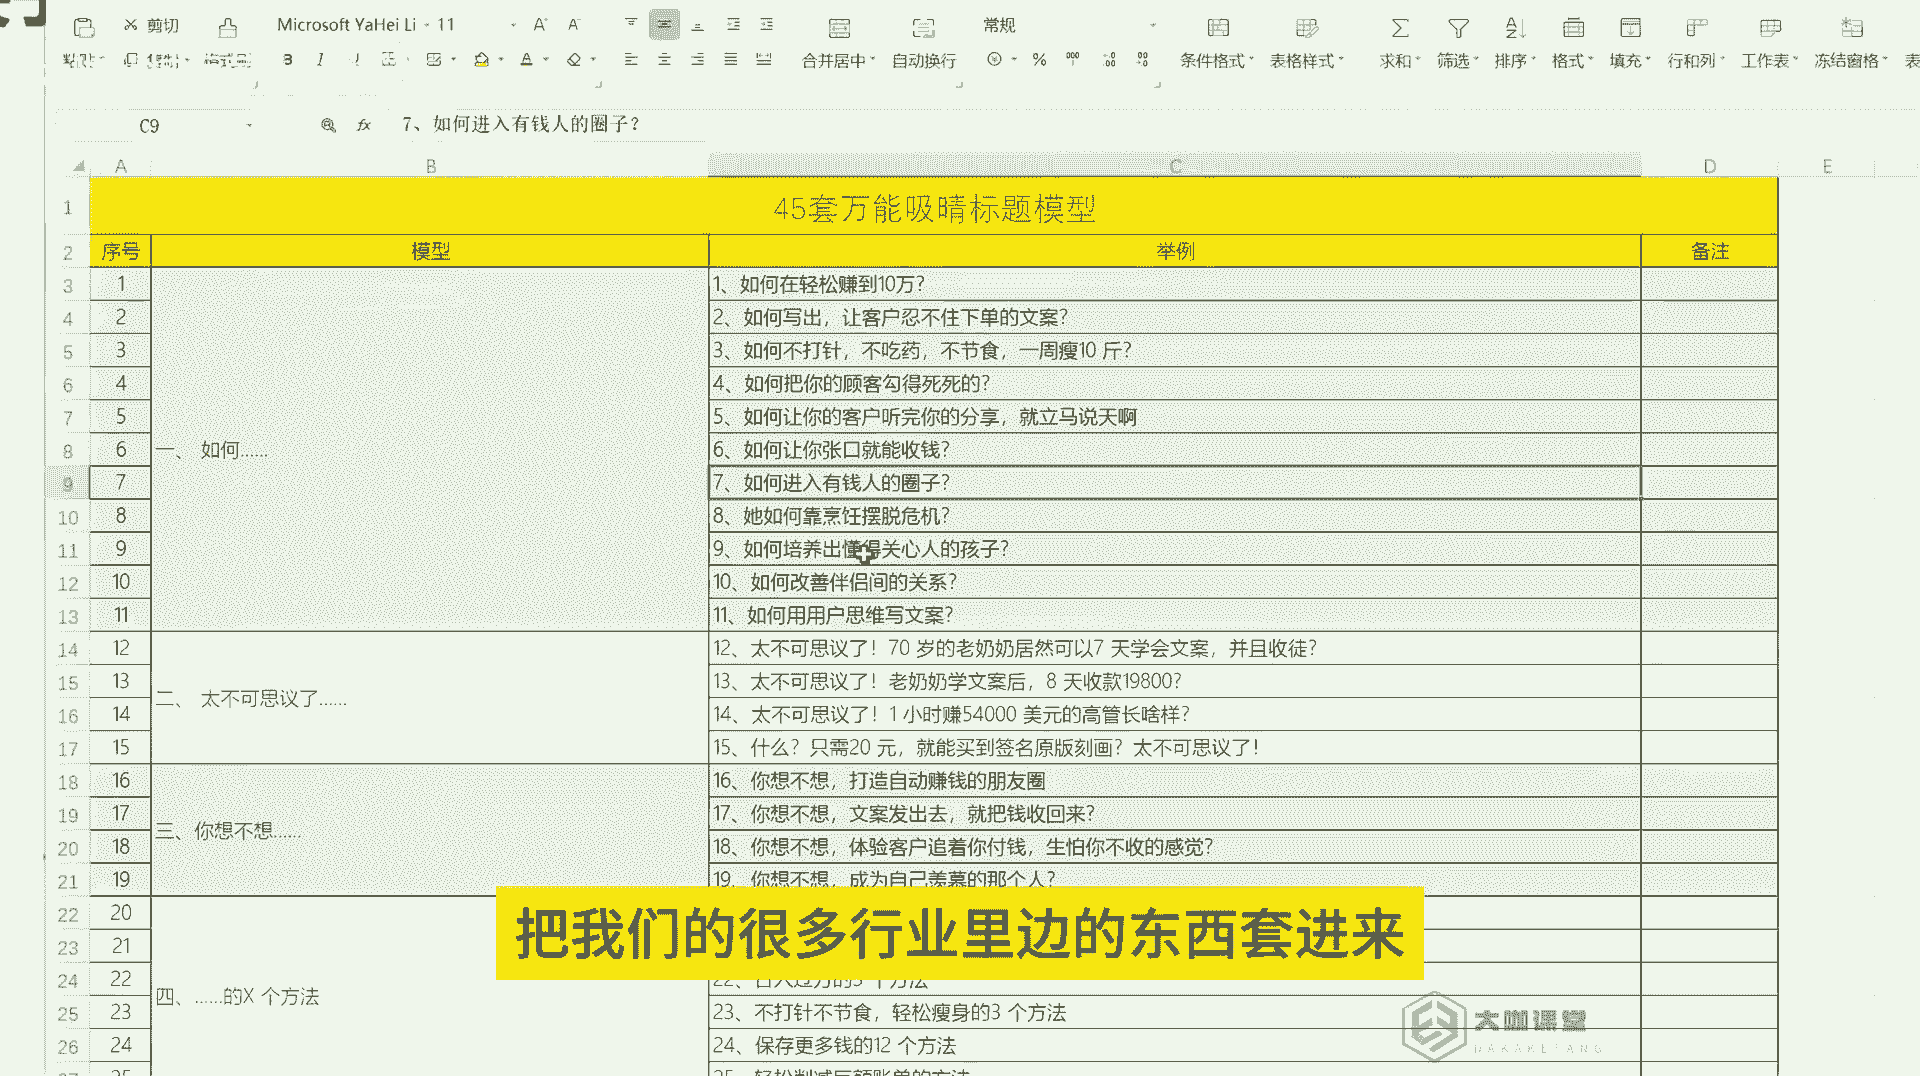 剪切
Microsoft YaHei Li 11
常规
合并居中 自动换行 条件格式 表格样式 求和 筛选 排序 格式 填充 行和列 工作表 冻结窗格 表
C9 fx 7、如何进入有钱人的圈子?
A B C D E
1 45套万能吸睛标题模型
2 序号 模型 举例 备注
3 1 1、如何在轻松赚到10万?
4 2 2、如何写出，让客户忍不住下单的文案?
5 3 3、如何不打针，不吃药，不节食，一周瘦10 斤?
6 4 4、如何把你的顾客勾得死死的?
7 5 5、如何让你的客户听完你的分享，就立马说天啊
8 6 一、 如何...... 6、如何让你张口就能收钱?
9 7 7、如何进入有钱人的圈子?
10 8 8、她如何靠烹饪摆脱危机?
11 9 9、如何培养出懂得关心人的孩子?
12 10 10、如何改善伴侣间的关系?
13 11 11、如何用用户思维写文案?
14 12 12、太不可思议了！70 岁的老奶奶居然可以7 天学会文案，并且收徒?
15 13 二、 太不可思议了...... 13、太不可思议了！老奶奶学文案后，8 天收款19800?
16 14 14、太不可思议了！1 小时赚54000 美元的高管长啥样?
17 15 15、什么？只需20 元，就能买到签名原版刻画？太不可思议了!
18 16 16、你想不想，打造自动赚钱的朋友圈
19 17 三、你想不想...... 17、你想不想，文案发出去，就把钱收回来?
20 18 18、你想不想，体验客户追着你付钱，生怕你不收的感觉?
21 19 19、你想不想，成为自己羡慕的那个人?
22 20
23 21
把我们的很多行业里边的东西套进来
24 22 四、......的X 个方法
25 23 23、不打针不节食，轻松瘦身的3 个方法
26 24 24、保存更多钱的12 个方法
大咖课堂
DAKAKETANG